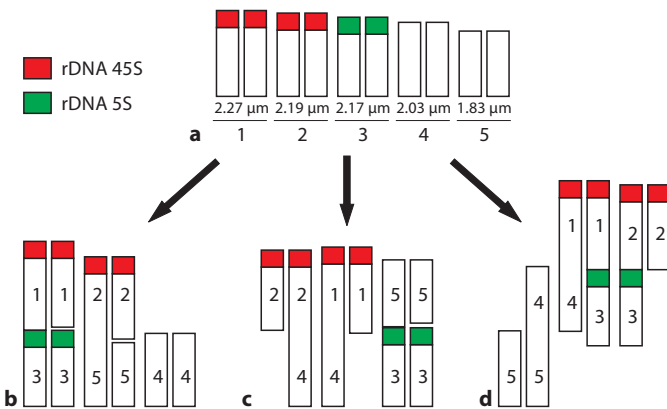 rDNA 45S
rDNA 5S
2.27 µm 2.19 µm 2.17 µm 2.03 µm 1.83 µm
a 1 2 3 4 5
1 1 2 2
3 3 5 5 4 4
b
2 2 1 1 5 5
4 4 3 3
c
1 1 2 2
4 4 3 3
5 5
d